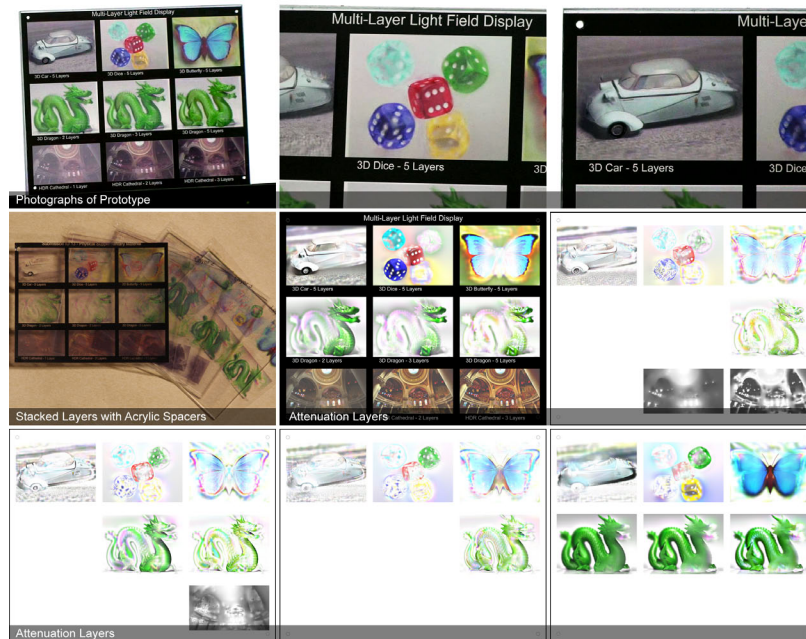 Multi-Layer Light Field Display
3D Car - 5 Layers
3D Dice - 5 Layers
3D Butterfly - 5 Layers
3D Dragon - 2 Layers
3D Dragon - 3 Layers
3D Dragon - 5 Layers
HDR Cathedral - 1 Layer
HDR Cathedral - 2 Layers
HDR Cathedral - 3 Layers
Photographs of Prototype
Multi-Layer Light Field Display
3D Dice - 5 Layers
3D
Multi-Laye
3D Car - 5 Layers
3D
Stacked Layers with Acrylic Spacers
Multi-Layer Light Field Display
3D Car - 5 Layers
3D Dice - 5 Layers
3D Butterfly - 5 Layers
3D Dragon - 2 Layers
3D Dragon - 3 Layers
3D Dragon - 5 Layers
Cathedral - 2 Layers
HDR Cathedral - 3 Layers
Attenuation Layers
Attenuation Layers